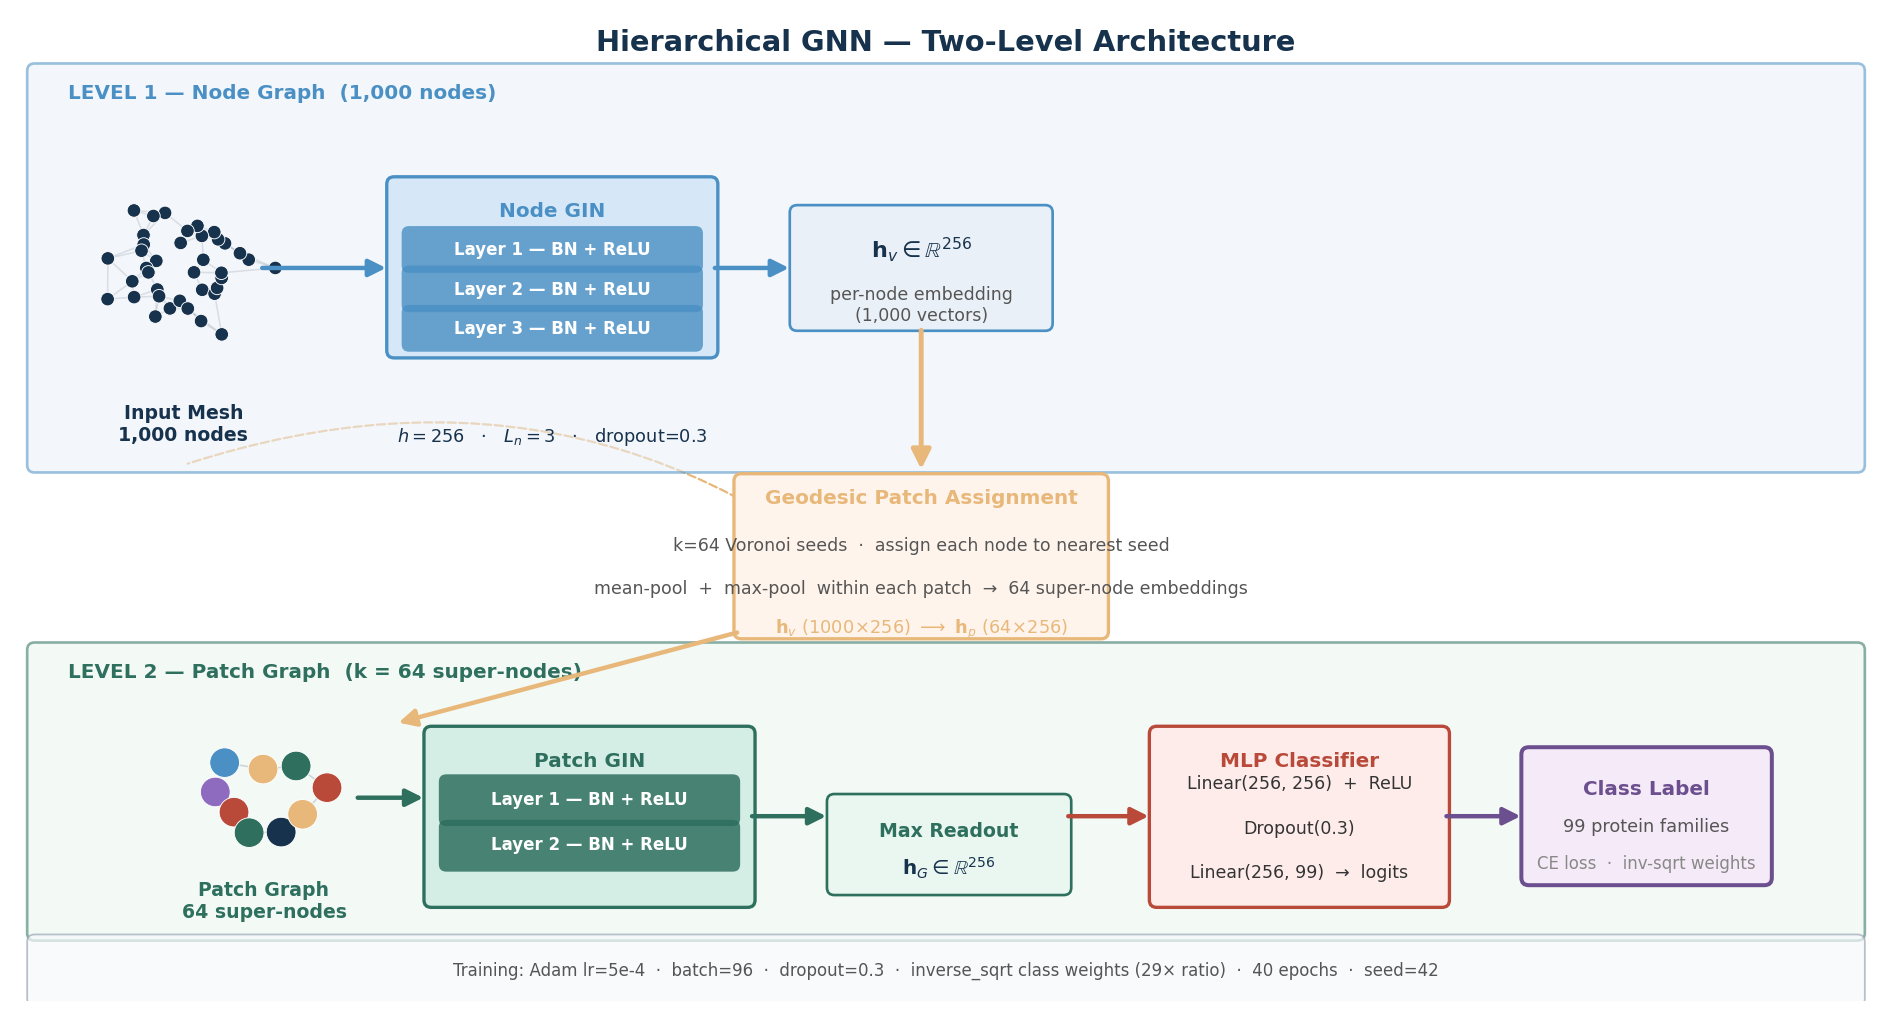 Hierarchical GNN — Two-Level Architecture
LEVEL 1 — Node Graph (1,000 nodes)
Node GIN
Layer 1 — BN + ReLU
Layer 2 — BN + ReLU
Layer 3 — BN + ReLU
h_v ∈ ℝ^256
per-node embedding
(1,000 vectors)
Input Mesh
1,000 nodes
h = 256 · L_n = 3 · dropout=0.3
Geodesic Patch Assignment
k=64 Voronoi seeds · assign each node to nearest seed
mean-pool + max-pool within each patch → 64 super-node embeddings
h_v (1000×256) ⟶ h_p (64×256)
LEVEL 2 — Patch Graph (k = 64 super-nodes)
Patch GIN
Layer 1 — BN + ReLU
Layer 2 — BN + ReLU
Patch Graph
64 super-nodes
Max Readout
h_G ∈ ℝ^256
MLP Classifier
Linear(256, 256) + ReLU
Dropout(0.3)
Linear(256, 99) → logits
Class Label
99 protein families
CE loss · inv-sqrt weights
Training: Adam lr=5e-4 · batch=96 · dropout=0.3 · inverse_sqrt class weights (29× ratio) · 40 epochs · seed=42